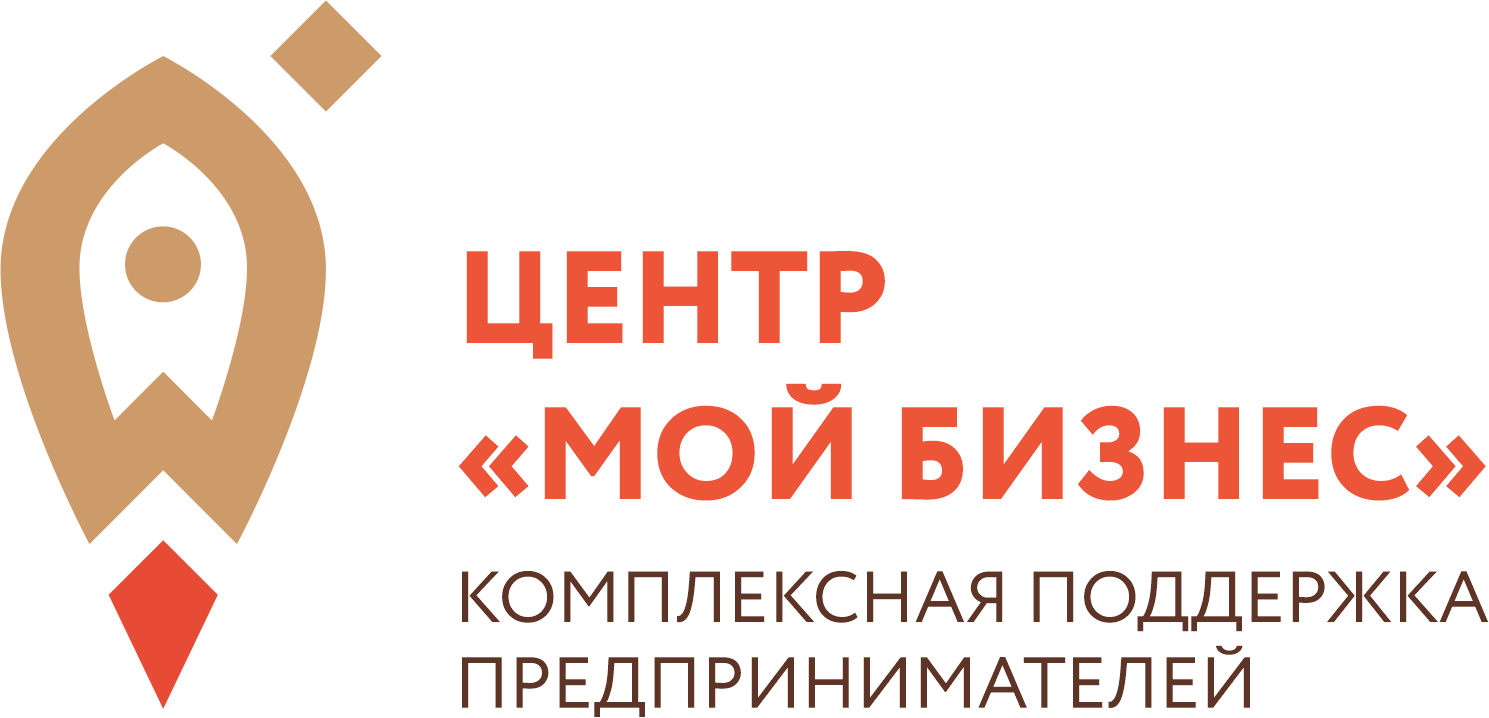 ЦЕНТР
«МОЙ БИЗНЕС»
КОМПЛЕКСНАЯ ПОДДЕРЖКА
ПРЕДПРИНИМАТЕЛЕЙ